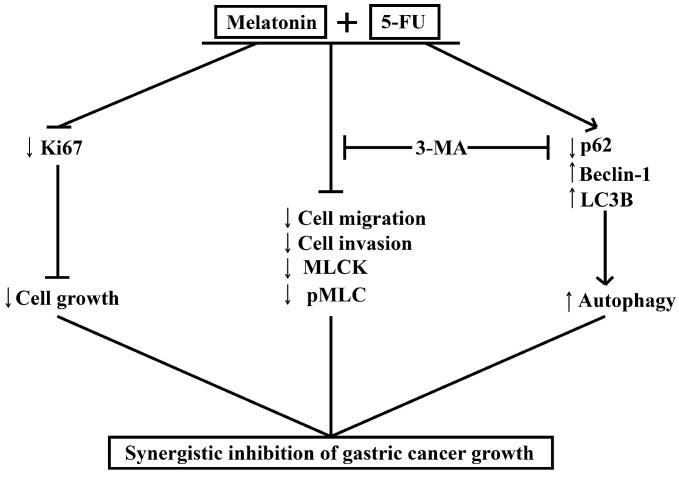 Melatonin + 5-FU
↓ Ki67
3-MA
↓ p62
↑ Beclin-1
↑ LC3B
↓ Cell migration
↓ Cell invasion
↓ MLCK
↓ pMLC
↓ Cell growth
↑ Autophagy
Synergistic inhibition of gastric cancer growth